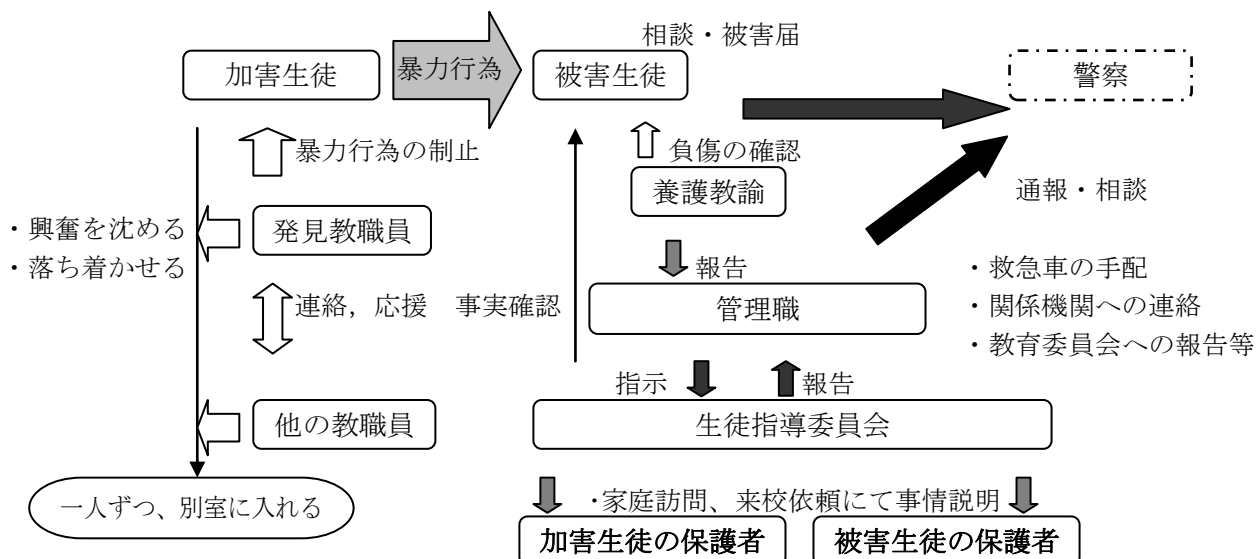 相談・被害届
加害生徒
暴力行為
被害生徒
警察
暴力行為の制止
負傷の確認
養護教諭
通報・相談
・興奮を沈める
・落ち着かせる
発見教職員
報告
・救急車の手配
・関係機関への連絡
・教育委員会への報告等
連絡，応援　事実確認
管理職
指示
報告
他の教職員
生徒指導委員会
一人ずつ、別室に入れる
・家庭訪問、来校依頼にて事情説明
加害生徒の保護者
被害生徒の保護者